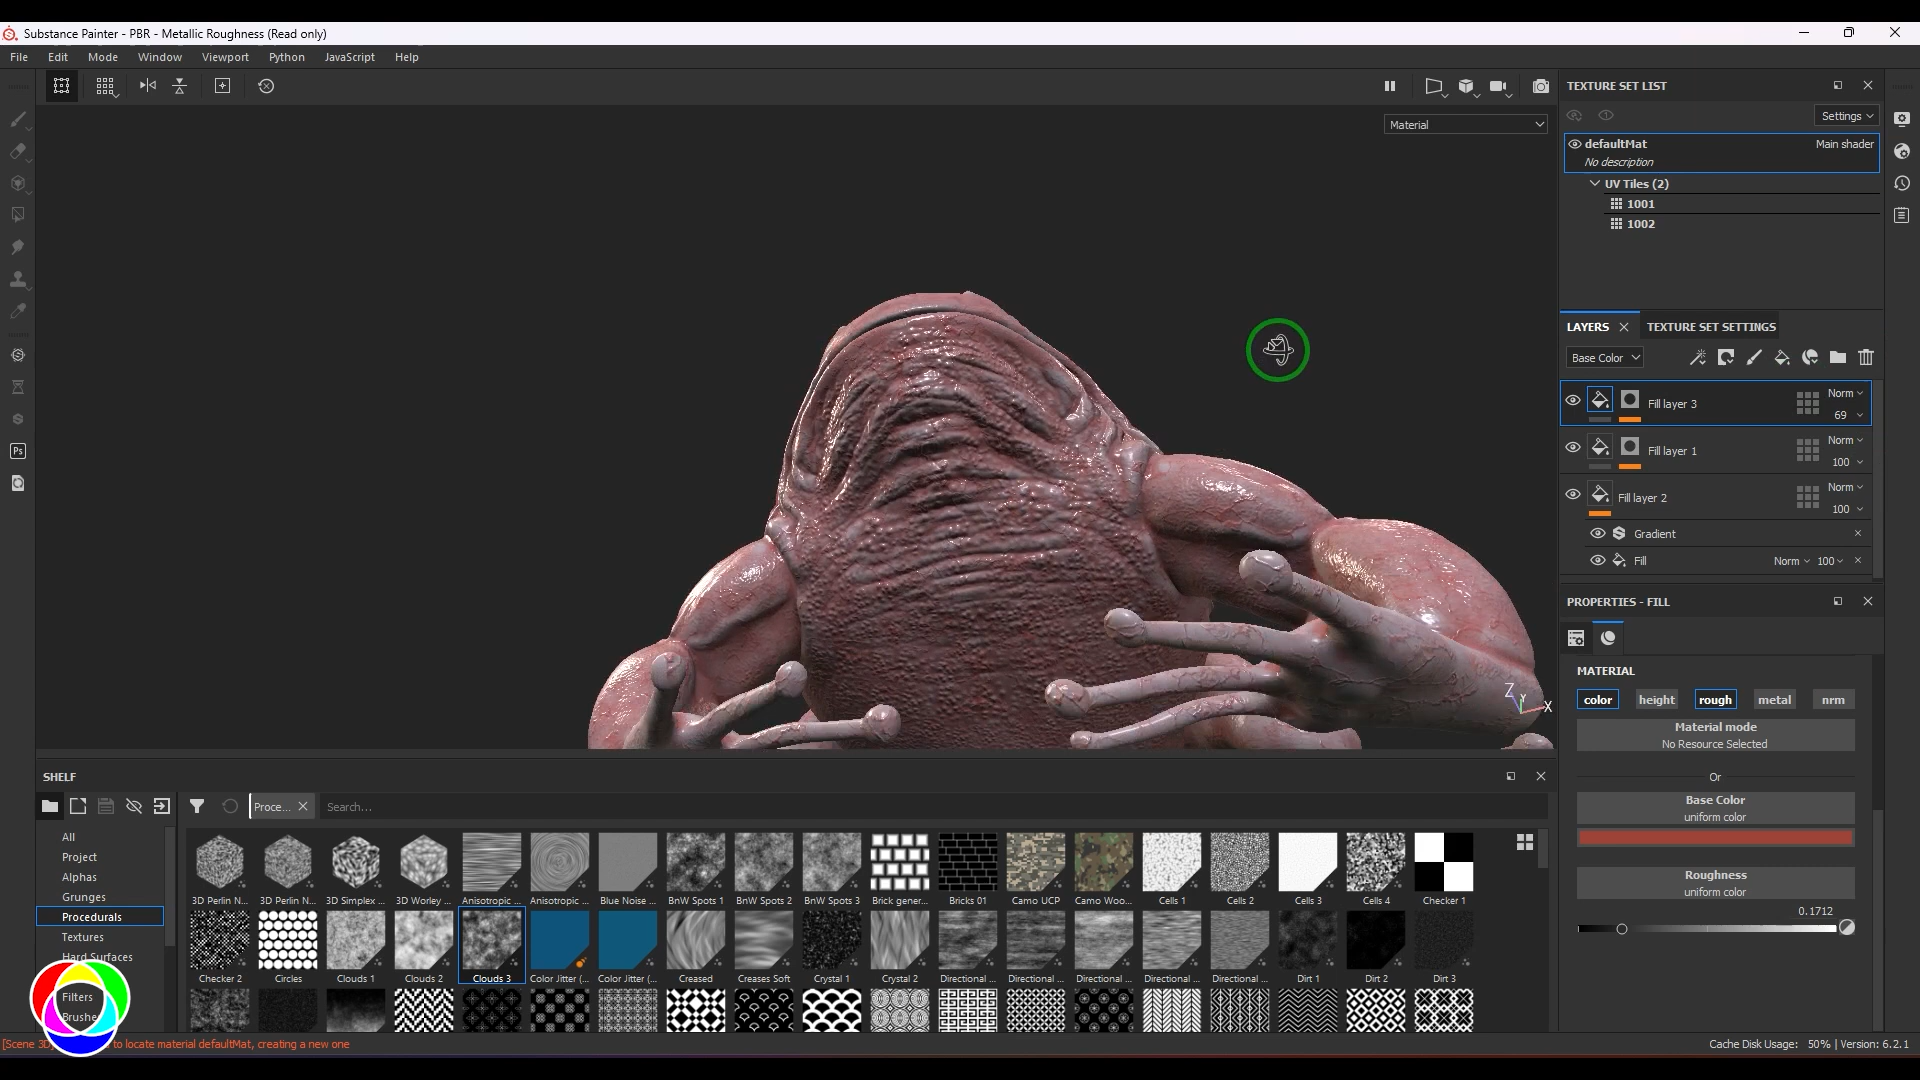 Substance Painter - PBR - Metallic Roughness (Read only)
File Edit Mode Window Viewport Python JavaScript Help
Material
TEXTURE SET LIST
Settings
defaultMat Main shader
No description
UV Tiles (2)
1001
1002
LAYERS TEXTURE SET SETTINGS
Base Color
Fill layer 3 Norm
69
Fill layer 1 Norm
100
Fill layer 2 Norm
100
Gradient
Fill Norm 100
PROPERTIES - FILL
MATERIAL
color height rough metal nrm
Material mode
No Resource Selected
Or
Base Color
uniform color
Roughness
uniform color
0.1712
Z Y X
Ps
SHELF
Proce... Search...
All
Project
Alphas
Grunges
Procedurals
Textures
Hard Surfaces
Filters
Brushe
3D Perlin N... 3D Perlin N... 3D Simplex ... 3D Worley ... Anisotropic ... Anisotropic ... Blue Noise ... BnW Spots 1 BnW Spots 2 BnW Spots 3 Brick gener... Bricks 01 Camo UCP Camo Woo... Cells 1 Cells 2 Cells 3 Cells 4 Checker 1
Checker 2 Circles Clouds 1 Clouds 2 Clouds 3 Color Jitter (... Color Jitter (... Creased Creases Soft Crystal 1 Crystal 2 Directional ... Directional ... Directional ... Directional ... Directional ... Dirt 1 Dirt 2 Dirt 3
[Scene 3D to locate material defaultMat, creating a new one
Cache Disk Usage: 50% | Version: 6.2.1